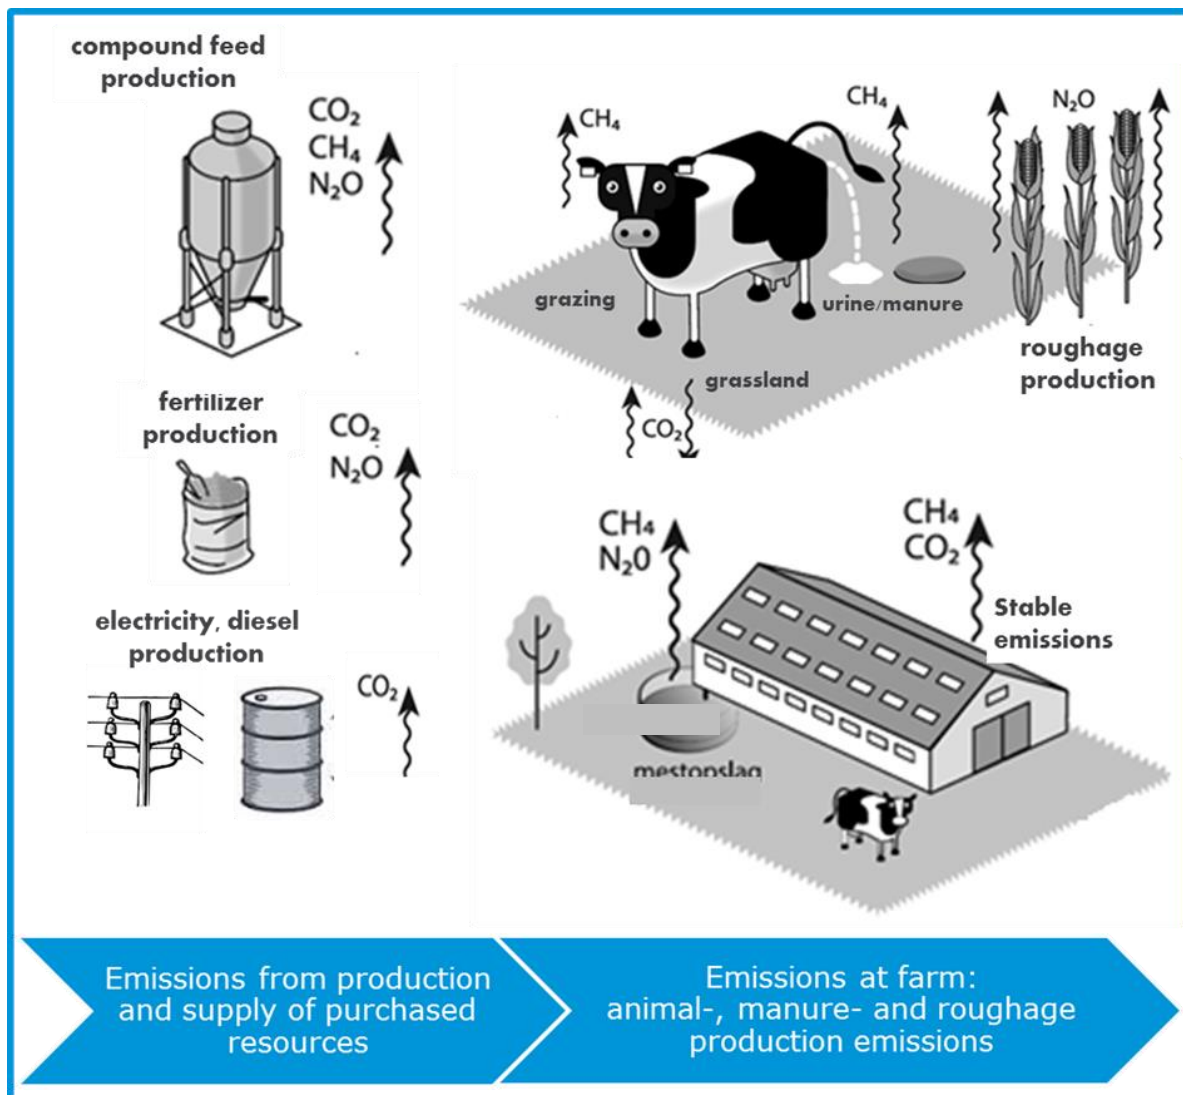 compound feed
production
CO₂
CH₄
N₂O
fertilizer
production
CO₂
N₂O
electricity, diesel
production
CO₂
CH₄
CH₄
N₂O
grazing
urine/manure
grassland
roughage
production
CO₂
CH₄
N₂0
CH₄
CO₂
Stable
emissions
mestopslag
Emissions from production
and supply of purchased
resources
Emissions at farm:
animal-, manure- and roughage
production emissions